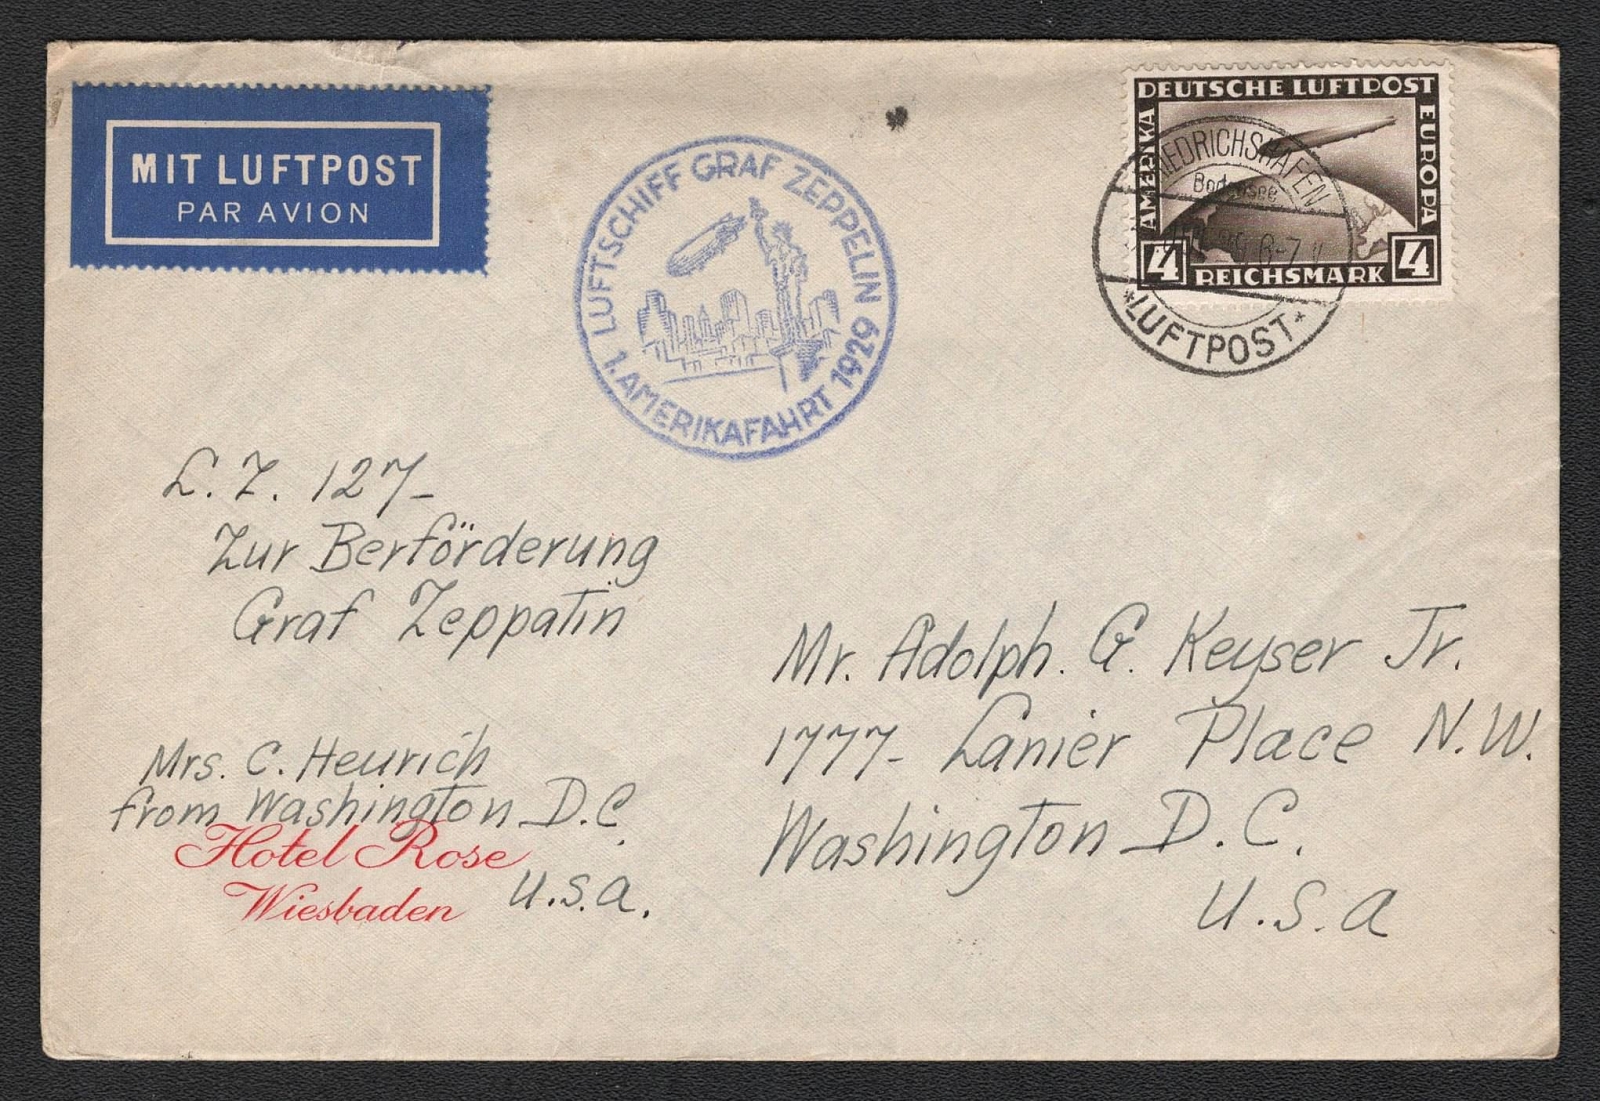 MIT LUFTPOST
PAR AVION
LUFTSCHIFF GRAF ZEPPELIN
1. AMERIKAFAHRT 1929
DEUTSCHE LUFTPOST
AMERIKA
EUROPA
4 REICHSMARK 4
FRIEDRICHSHAFEN
Bodensee
6-7
*LUFTPOST*
L.Z. 127-
Zur Berförderung
Graf Zeppatin
Mr. Adolph. G. Keyser Jr.
1777- Lanier Place N.W.
Washington D.C.
U.S.A
Mrs. C. Heurich
from Washington D.C.
U.S.A.
Hotel Rose
Wiesbaden